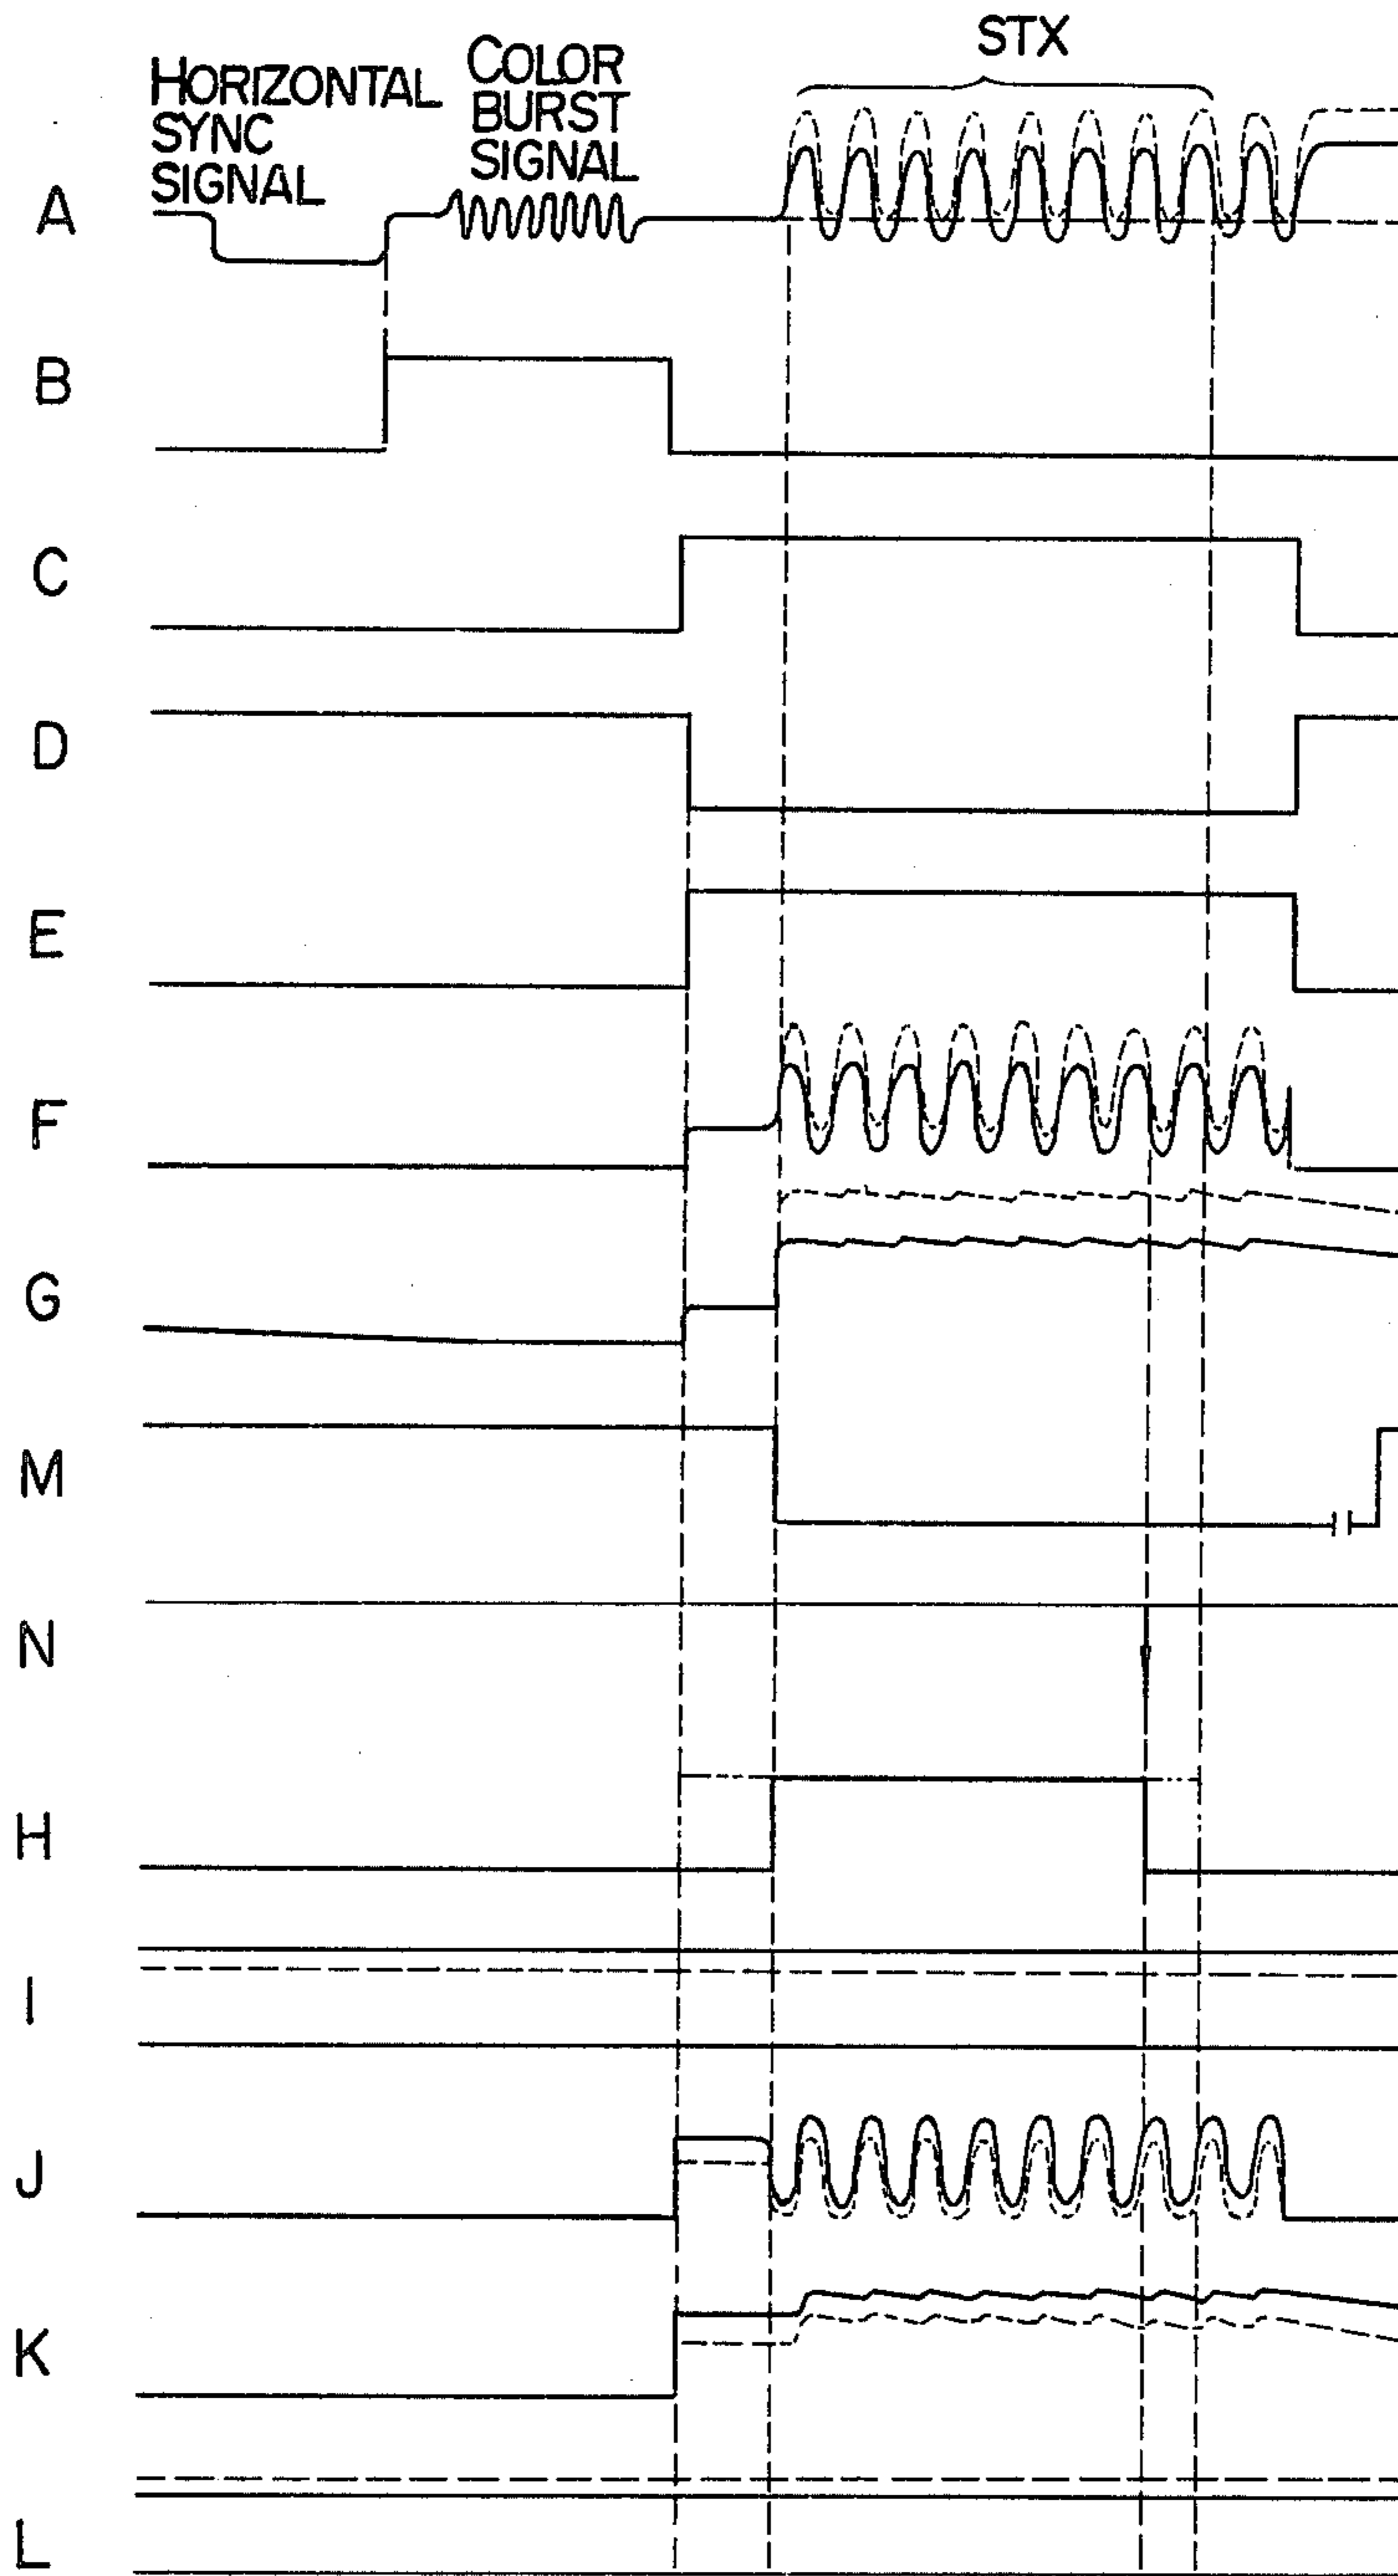 STX
HORIZONTAL
SYNC
SIGNAL
COLOR
BURST
SIGNAL
A
B
C
D
E
F
G
M
N
H
I
J
K
L